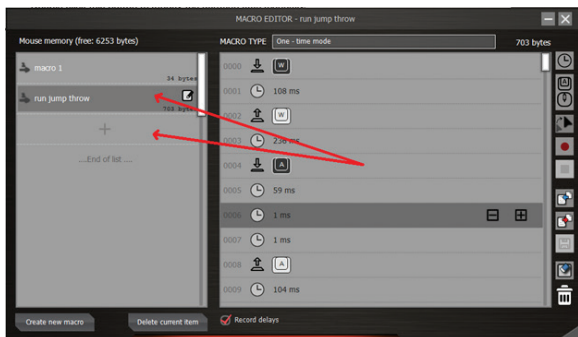 MACRO EDITOR - run jump throw
Mouse memory (free: 6253 bytes)
MACRO TYPE One - time mode 703 bytes
macro 1
34 bytes
run jump throw
703 bytes
+
....End of list ....
0000 W
0001 108 ms
0002 W
0003 238 ms
0004 A
0005 59 ms
0006 1 ms
0007 1 ms
0008 A
0009 104 ms
Create new macro
Delete current item
Record delays